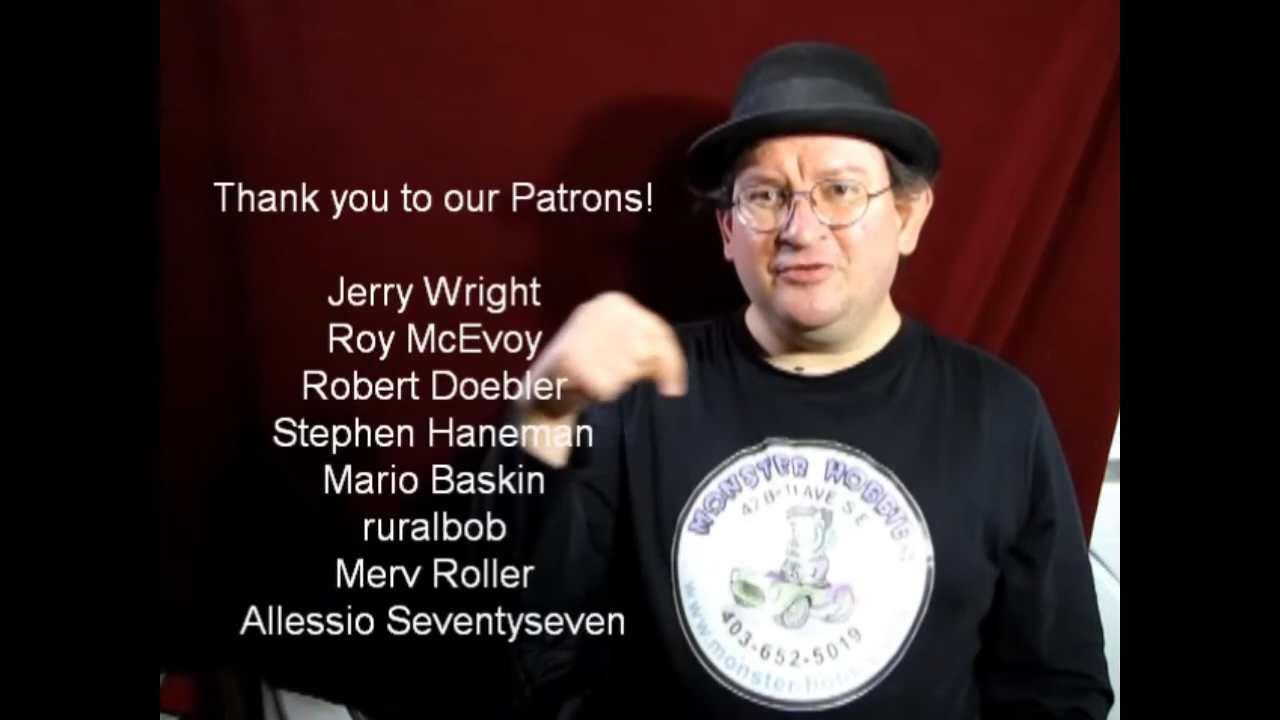 Thank you to our Patrons!
Jerry Wright
Roy McEvoy
Robert Doebler
Stephen Haneman
Mario Baskin
ruralbob
Merv Roller
Allessio Seventyseven
MONSTER HOBBIES
AVE S.E.
403-652-5019